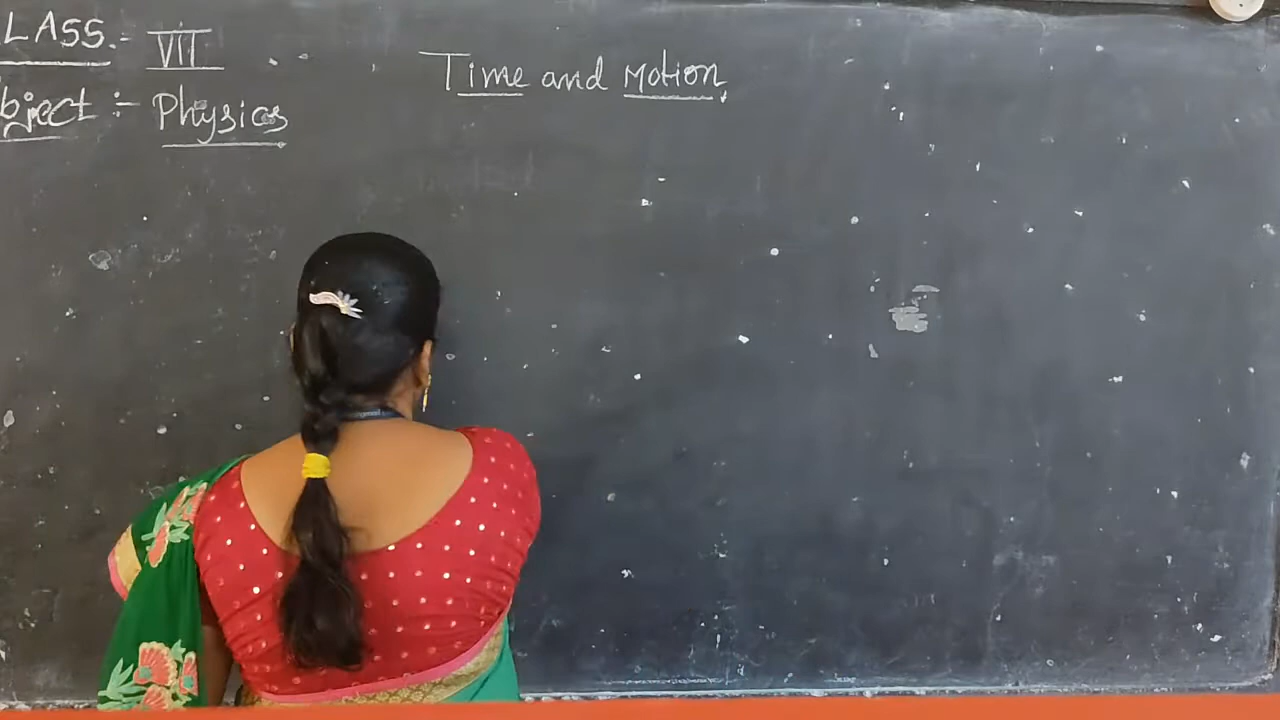 LASS.- VII
bject :- Physics
Time and Motion.